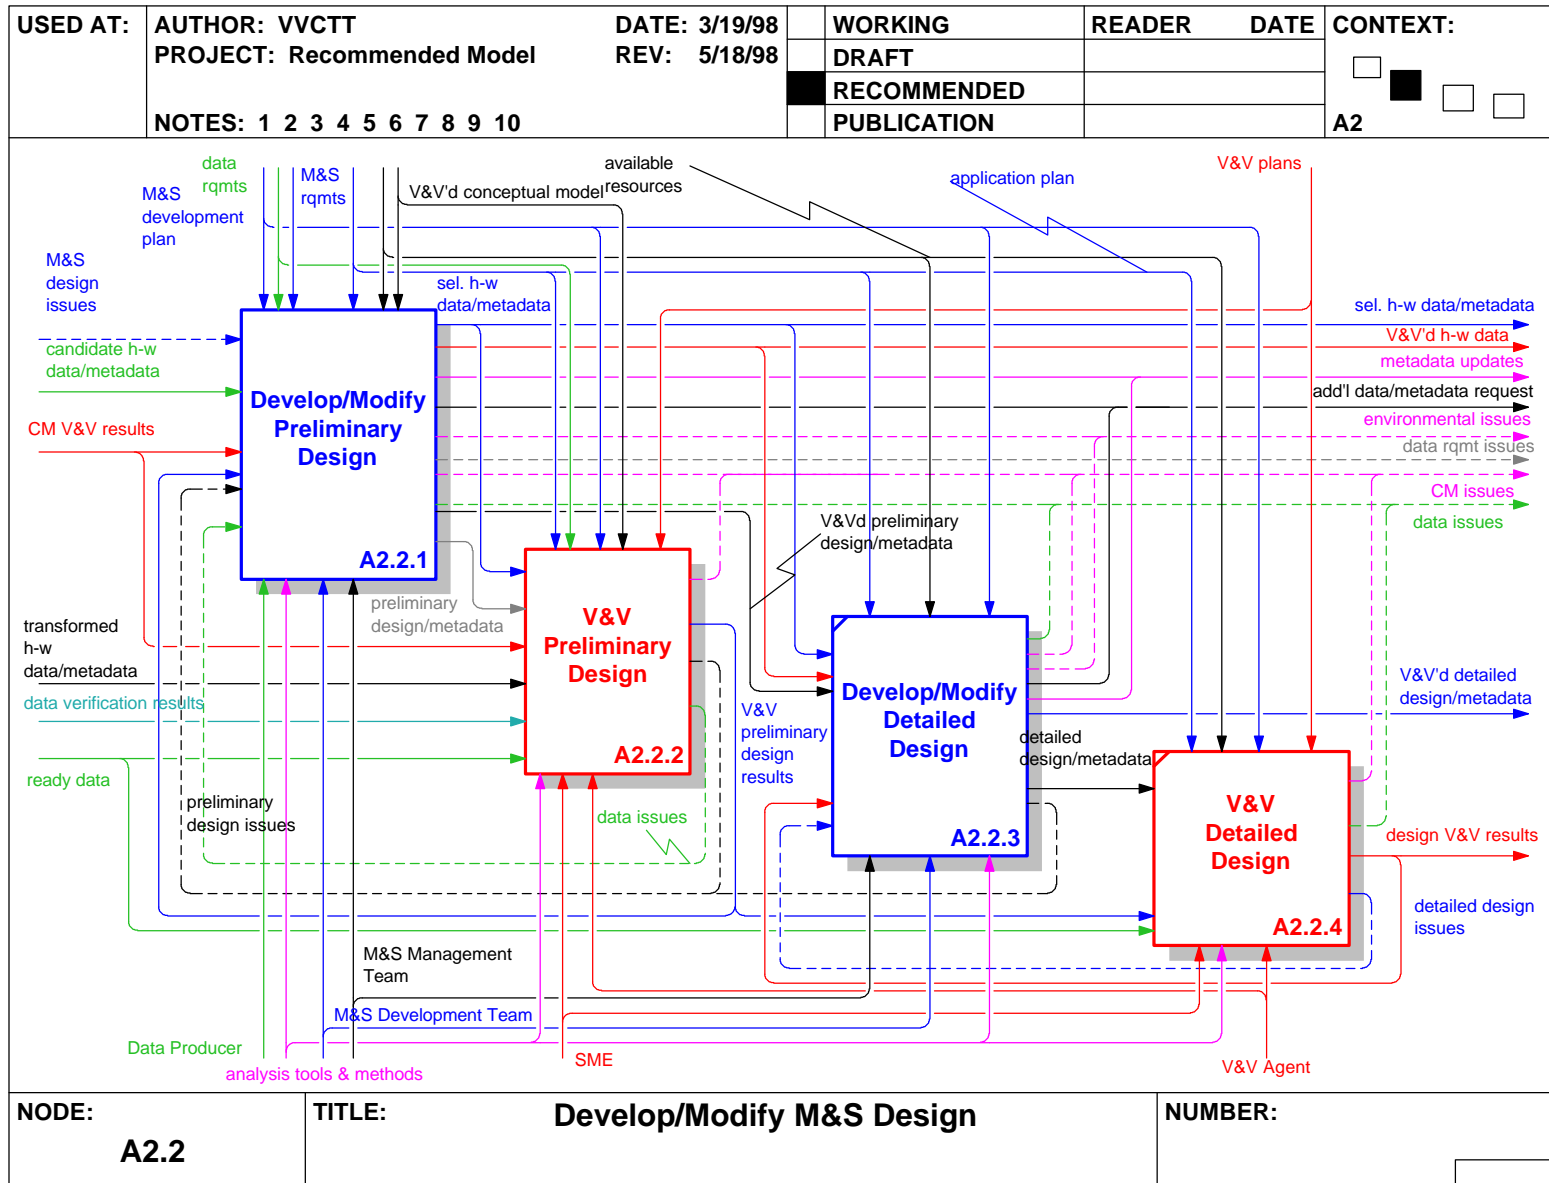 USED AT:
AUTHOR: VVCTT
DATE: 3/19/98
PROJECT: Recommended Model
REV: 5/18/98
NOTES: 1 2 3 4 5 6 7 8 9 10
WORKING
DRAFT
RECOMMENDED
PUBLICATION
READER DATE
CONTEXT:
A2
data
rqmts
M&S
rqmts
M&S
development
plan
V&V'd conceptual model
available
resources
application plan
V&V plans
M&S
design
issues
sel. h-w
data/metadata
candidate h-w
data/metadata
CM V&V results
sel. h-w data/metadata
V&V'd h-w data
metadata updates
add'l data/metadata request
environmental issues
data rqmt issues
CM issues
data issues
Develop/Modify
Preliminary
Design
A2.2.1
V&Vd preliminary
design/metadata
preliminary
design/metadata
transformed
h-w
data/metadata
data verification results
ready data
V&V
Preliminary
Design
A2.2.2
V&V
preliminary
design
results
Develop/Modify
Detailed
Design
A2.2.3
detailed
design/metadata
V&V'd detailed
design/metadata
V&V
Detailed
Design
A2.2.4
design V&V results
detailed design
issues
preliminary
design issues
data issues
M&S Management
Team
M&S Development Team
Data Producer
analysis tools & methods
SME
V&V Agent
NODE:
A2.2
TITLE:
Develop/Modify M&S Design
NUMBER: